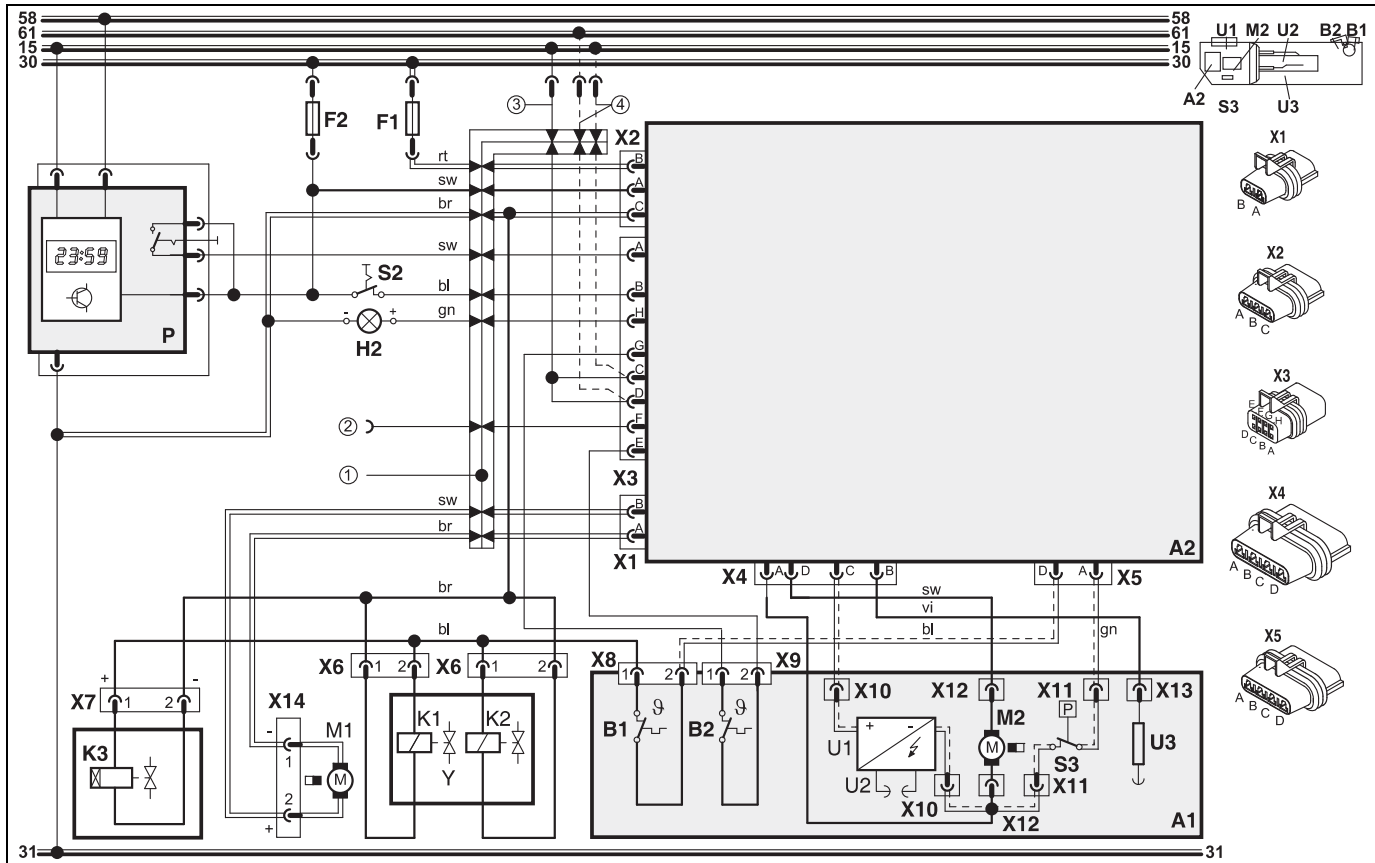 58 58
61 61
15 15
30 30
U1 M2 U2 B2 B1
A2 S3 U3
3 4
F2 F1
X2
rt B
sw A
br C
sw A
23:59
S2
bl B
gn H
P
- +
H2
G
C
D
2 F
E
1
X3
sw B
br A
X1
A2
X4 A D C B D A X5
sw
vi
bl gn
br
bl
X6 1 2 X6 1 2
X8 1 2 1 2 X9
+ -
X7 1 2
X14
X10 X12 X11 X13
K3
- M1
1
M
2
+
K1 K2
Y
B1 ϑ B2 ϑ
+ -
U1
U2
M2
M
P
S3
U3
X10 X12 X11
A1
31 31
X1
B A
X2
A B C
X3
E F G H
D C B A
X4
A B C D
X5
A B C D